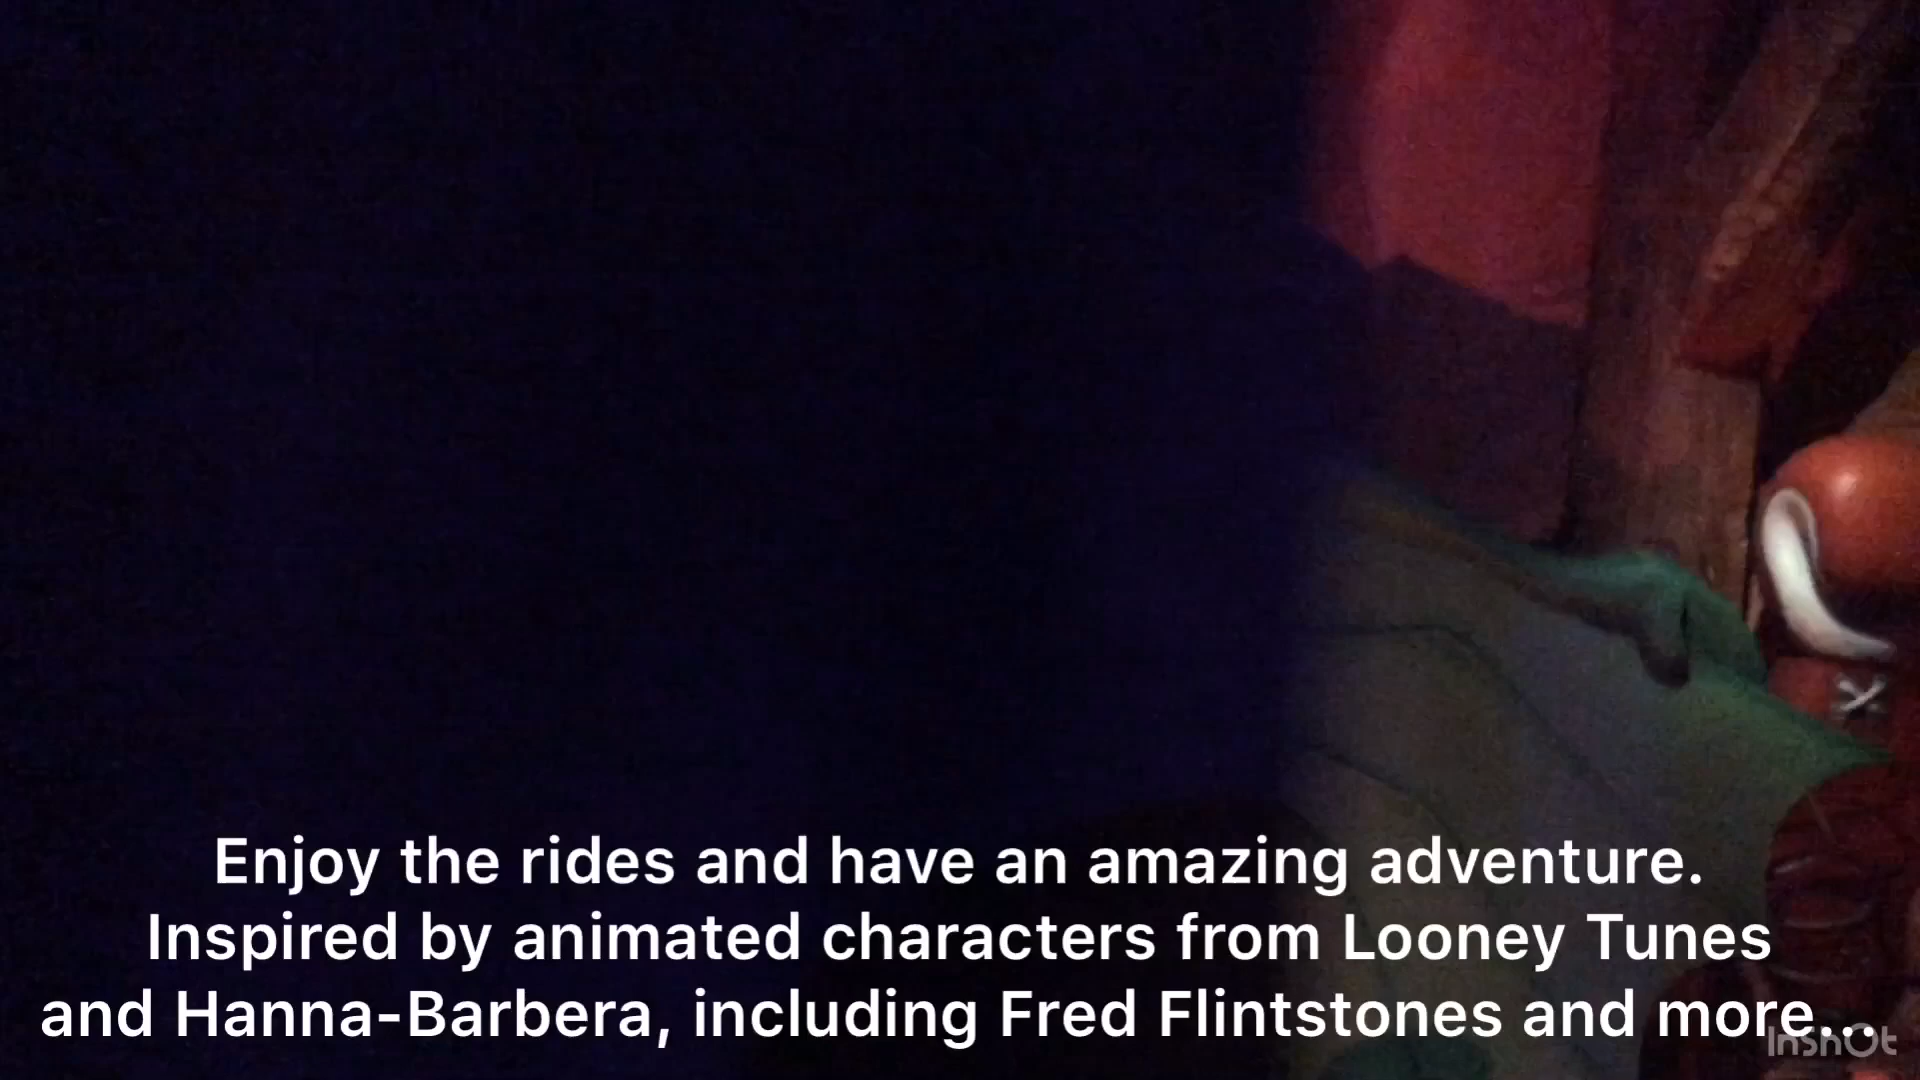 Enjoy the rides and have an amazing adventure.
Inspired by animated characters from Looney Tunes
and Hanna-Barbera, including Fred Flintstones and more...
InShOt